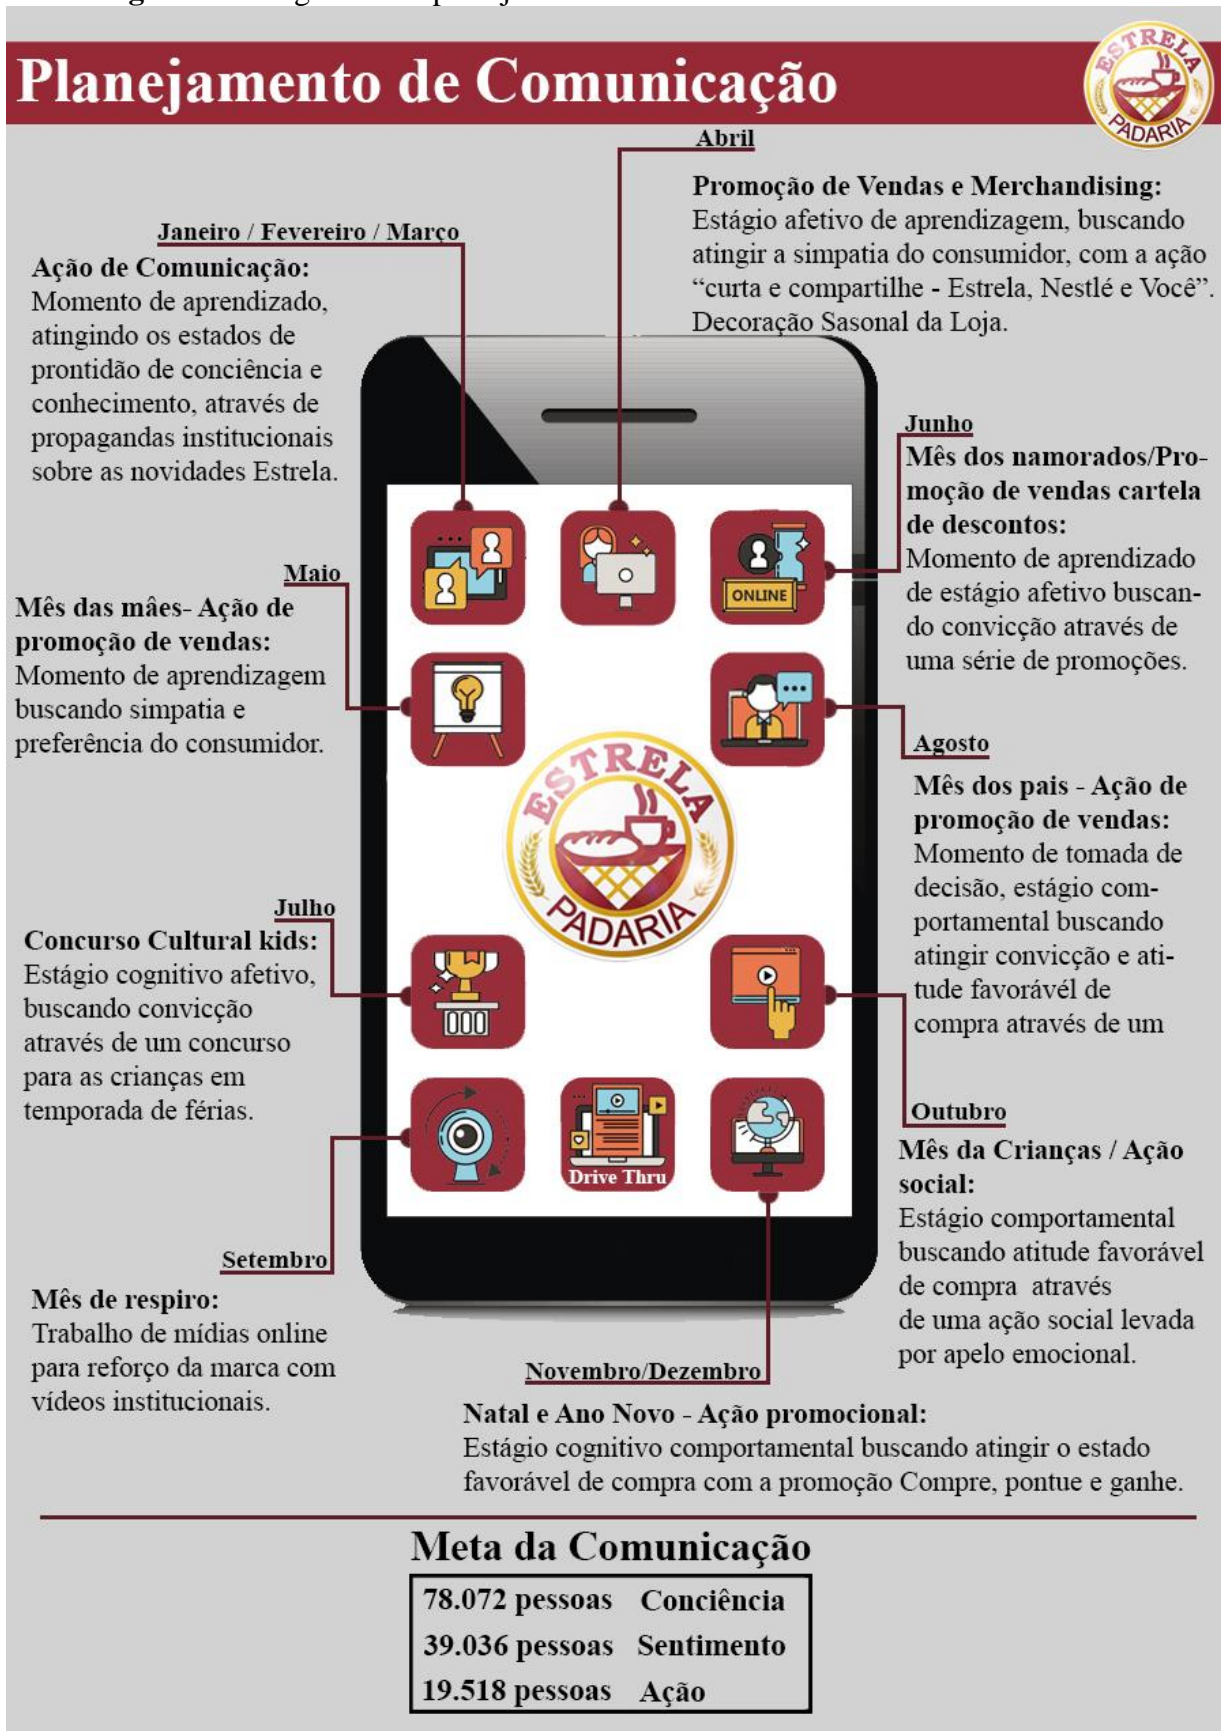 Planejamento de Comunicação
ESTRELA
PADARIA
Abril
Promoção de Vendas e Merchandising:
Estágio afetivo de aprendizagem, buscando
atingir a simpatia do consumidor, com a ação
“curta e compartilhe - Estrela, Nestlé e Você”.
Decoração Sasonal da Loja.
Janeiro / Fevereiro / Março
Ação de Comunicação:
Momento de aprendizado,
atingindo os estados de
prontidão de conciência e
conhecimento, através de
propagandas institucionais
sobre as novidades Estrela.
Junho
Mês dos namorados/Pro-
moção de vendas cartela
de descontos:
Momento de aprendizado
de estágio afetivo buscan-
do convicção através de
uma série de promoções.
ONLINE
Maio
Mês das mâes- Ação de
promoção de vendas:
Momento de aprendizagem
buscando simpatia e
preferência do consumidor.
Agosto
Mês dos pais - Ação de
promoção de vendas:
Momento de tomada de
decisão, estágio com-
portamental buscando
atingir convicção e ati-
tude favorávél de
compra através de um
ESTRELA
PADARIA
Julho
Concurso Cultural kids:
Estágio cognitivo afetivo,
buscando convicção
através de um concurso
para as crianças em
temporada de férias.
Outubro
Mês da Crianças / Ação
social:
Estágio comportamental
buscando atitude favorável
de compra através
de uma ação social levada
por apelo emocional.
Drive Thru
Setembro
Mês de respiro:
Trabalho de mídias online
para reforço da marca com
vídeos institucionais.
Novembro/Dezembro
Natal e Ano Novo - Ação promocional:
Estágio cognitivo comportamental buscando atingir o estado
favorável de compra com a promoção Compre, pontue e ganhe.
Meta da Comunicação
78.072 pessoas Conciência
39.036 pessoas Sentimento
19.518 pessoas Ação